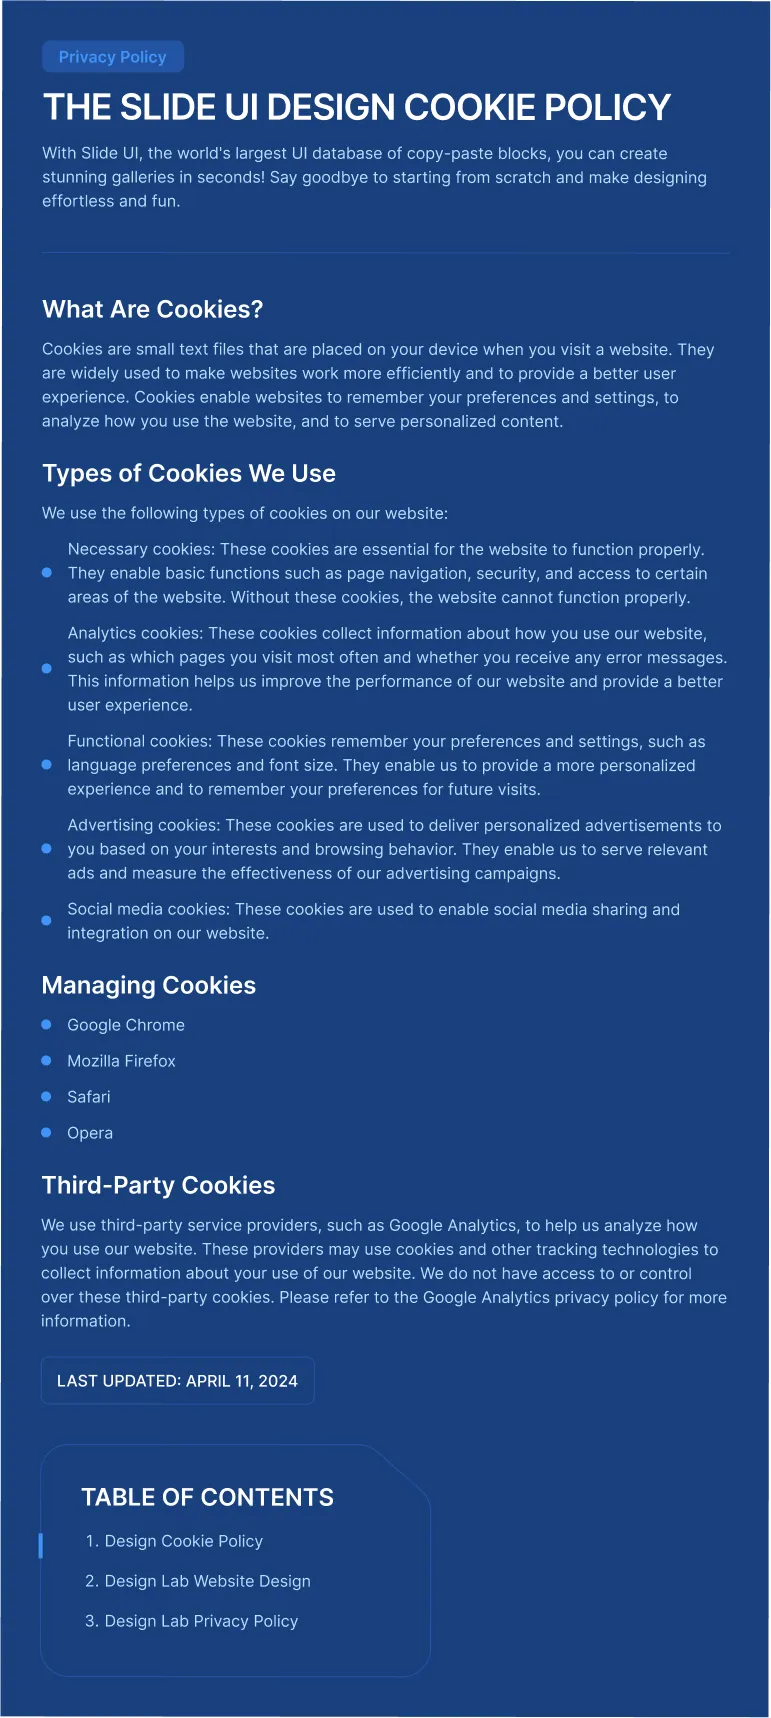 Privacy Policy
THE SLIDE UI DESIGN COOKIE POLICY
With Slide UI, the world's largest UI database of copy-paste blocks, you can create
stunning galleries in seconds! Say goodbye to starting from scratch and make designing
effortless and fun.
What Are Cookies?
Cookies are small text files that are placed on your device when you visit a website. They
are widely used to make websites work more efficiently and to provide a better user
experience. Cookies enable websites to remember your preferences and settings, to
analyze how you use the website, and to serve personalized content.
Types of Cookies We Use
We use the following types of cookies on our website:
Necessary cookies: These cookies are essential for the website to function properly.
They enable basic functions such as page navigation, security, and access to certain
areas of the website. Without these cookies, the website cannot function properly.
Analytics cookies: These cookies collect information about how you use our website,
such as which pages you visit most often and whether you receive any error messages.
This information helps us improve the performance of our website and provide a better
user experience.
Functional cookies: These cookies remember your preferences and settings, such as
language preferences and font size. They enable us to provide a more personalized
experience and to remember your preferences for future visits.
Advertising cookies: These cookies are used to deliver personalized advertisements to
you based on your interests and browsing behavior. They enable us to serve relevant
ads and measure the effectiveness of our advertising campaigns.
Social media cookies: These cookies are used to enable social media sharing and
integration on our website.
Managing Cookies
Google Chrome
Mozilla Firefox
Safari
Opera
Third-Party Cookies
We use third-party service providers, such as Google Analytics, to help us analyze how
you use our website. These providers may use cookies and other tracking technologies to
collect information about your use of our website. We do not have access to or control
over these third-party cookies. Please refer to the Google Analytics privacy policy for more
information.
LAST UPDATED: APRIL 11, 2024
TABLE OF CONTENTS
1. Design Cookie Policy
2. Design Lab Website Design
3. Design Lab Privacy Policy